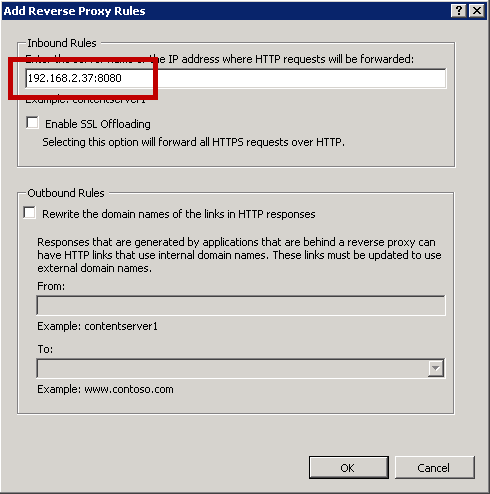 Add Reverse Proxy Rules
Inbound Rules
Enter the server name or the IP address where HTTP requests will be forwarded:
192.168.2.37:8080
Example: contentserver1
Enable SSL Offloading
Selecting this option will forward all HTTPS requests over HTTP.
Outbound Rules
Rewrite the domain names of the links in HTTP responses
Responses that are generated by applications that are behind a reverse proxy can
have HTTP links that use internal domain names. These links must be updated to use
external domain names.
From:
Example: contentserver1
To:
Example: www.contoso.com
OK
Cancel